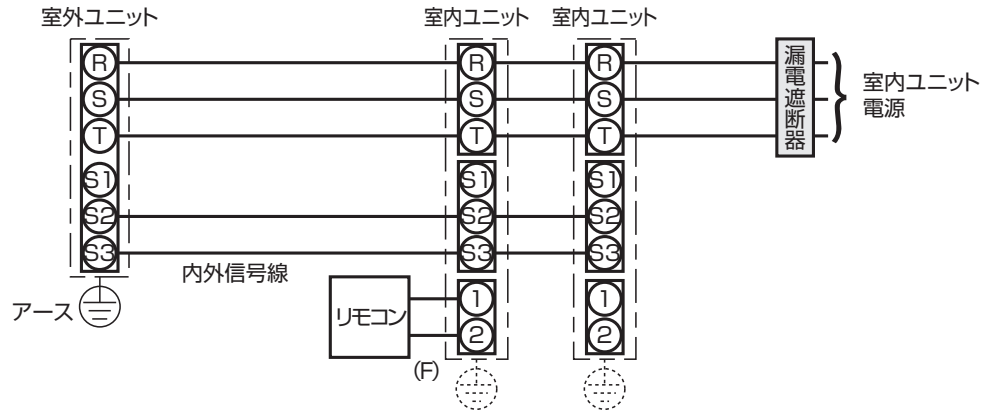 室外ユニット
室内ユニット
室内ユニット
R
S
T
S1
S2
S3
R
S
T
S1
S2
S3
1
2
R
S
T
S1
S2
S3
1
2
漏電遮断器
室内ユニット
電源
内外信号線
アース
リモコン
(F)